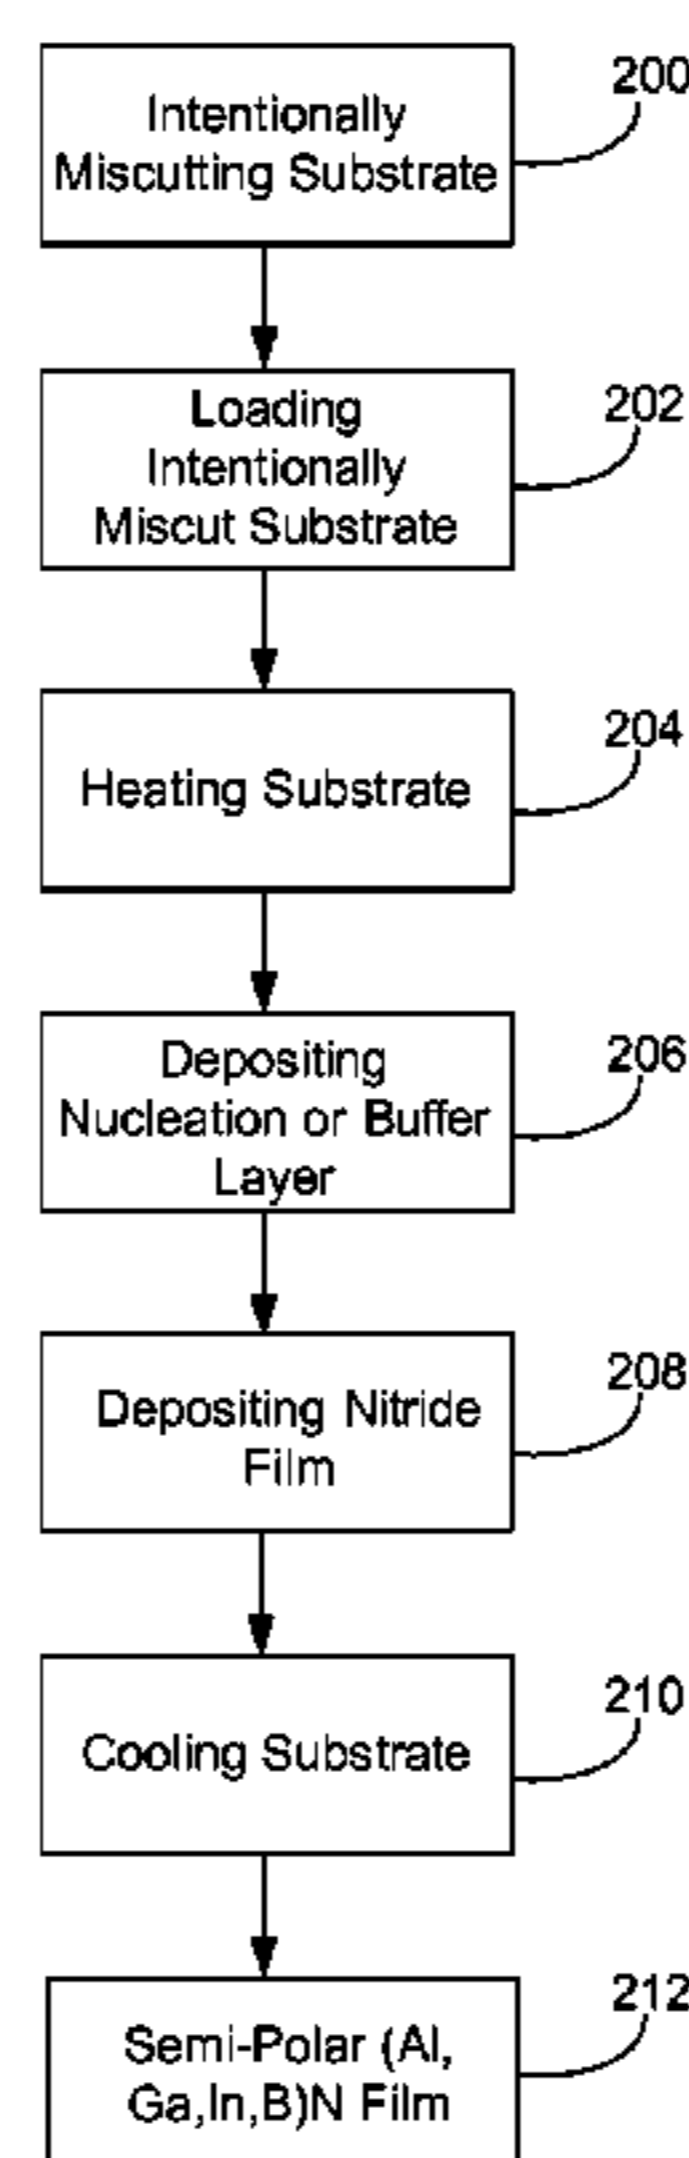 Intentionally
Miscutting Substrate
200
Loading
Intentionally
Miscut Substrate
202
Heating Substrate
204
Depositing
Nucleation or Buffer
Layer
206
Depositing Nitride
Film
208
Cooling Substrate
210
Semi-Polar (Al,
Ga,In,B)N Film
212